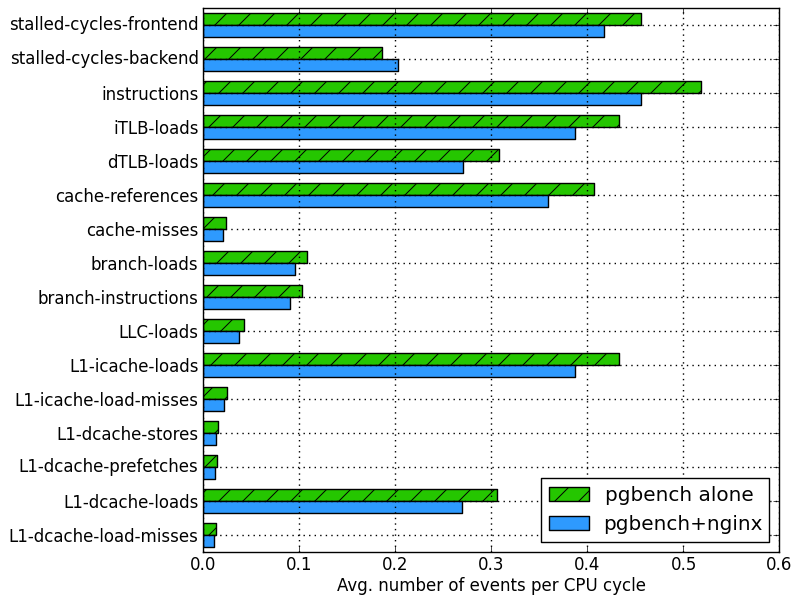 stalled-cycles-frontend
stalled-cycles-backend
instructions
iTLB-loads
dTLB-loads
cache-references
cache-misses
branch-loads
branch-instructions
LLC-loads
L1-icache-loads
L1-icache-load-misses
L1-dcache-stores
L1-dcache-prefetches
L1-dcache-loads
L1-dcache-load-misses
pgbench alone
pgbench+nginx
0.0 0.1 0.2 0.3 0.4 0.5 0.6
Avg. number of events per CPU cycle